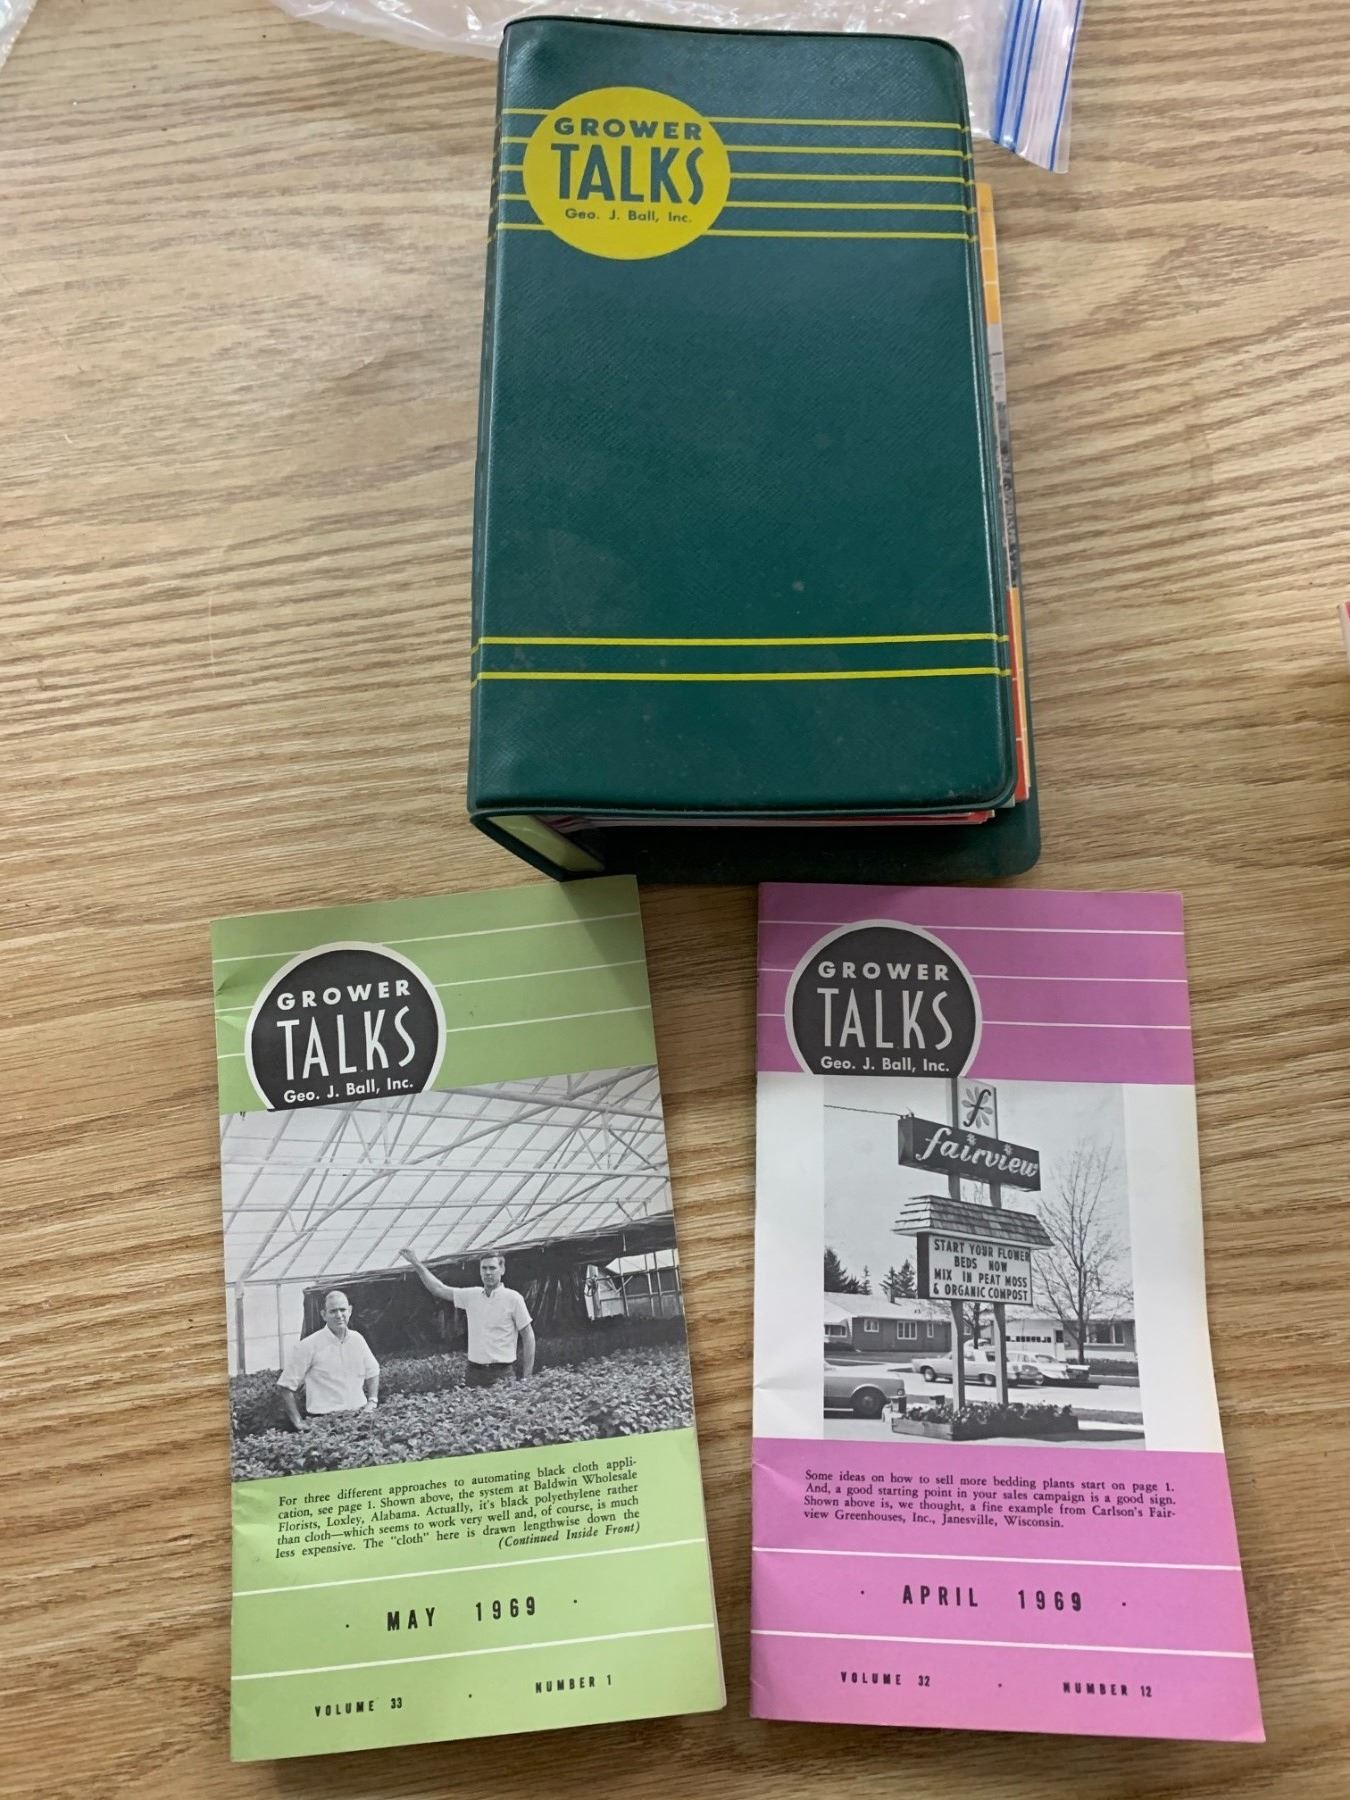 GROWER
TALKS
Geo. J. Ball, Inc.
GROWER
TALKS
Geo. J. Ball, Inc.
For three different approaches to automating black cloth appli-
cation, see page 1. Shown above, the system at Baldwin Wholesale
Florists, Loxley, Alabama. Actually, it's black polyethylene rather
than cloth—which seems to work very well and, of course, is much
less expensive. The "cloth" here is drawn lengthwise down the
(Continued Inside Front)
· MAY 1969 ·
VOLUME 33 · NUMBER 1
GROWER
TALKS
Geo. J. Ball, Inc.
f
fairview
START YOUR FLOWER
BEDS NOW
MIX IN PEAT MOSS
& ORGANIC COMPOST
Some ideas on how to sell more bedding plants start on page 1.
And, a good starting point in your sales campaign is a good sign.
Shown above is, we thought, a fine example from Carlson's Fair-
view Greenhouses, Inc., Janesville, Wisconsin.
· APRIL 1969 ·
VOLUME 32 · NUMBER 12